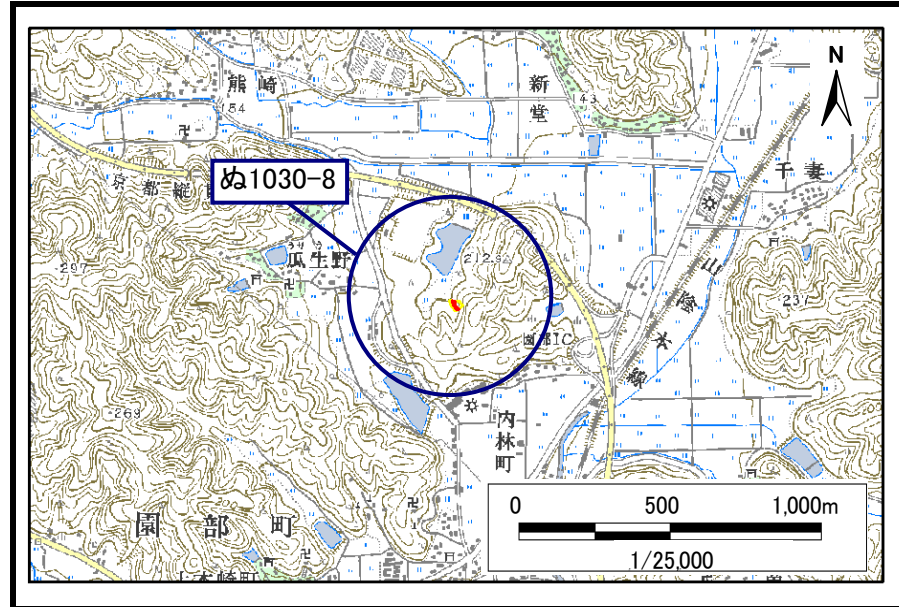 熊崎
54
新堂
43
N
千妻
京都縦
ぬ1030-8
297
瓜生野
212
237
山陰本線
園部IC
269
内林町
園部町
0 500 1,000m
1/25,000